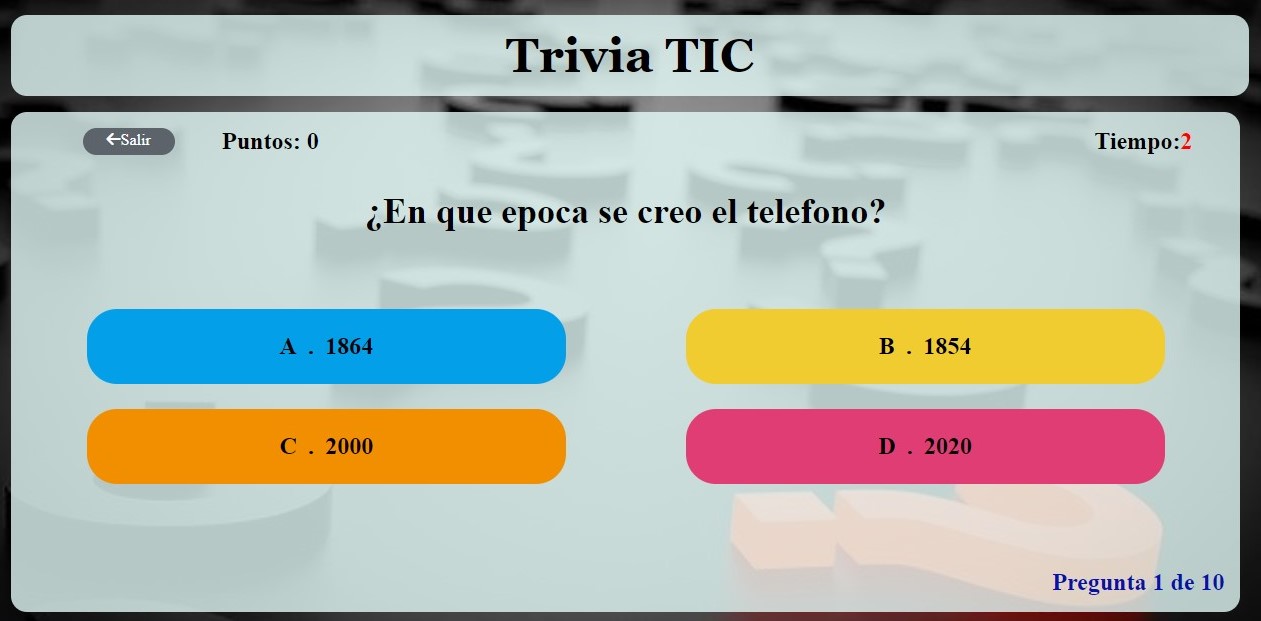 Trivia TIC
←Salir Puntos: 0 Tiempo:2
¿En que epoca se creo el telefono?
A . 1864 B . 1854
C . 2000 D . 2020
Pregunta 1 de 10